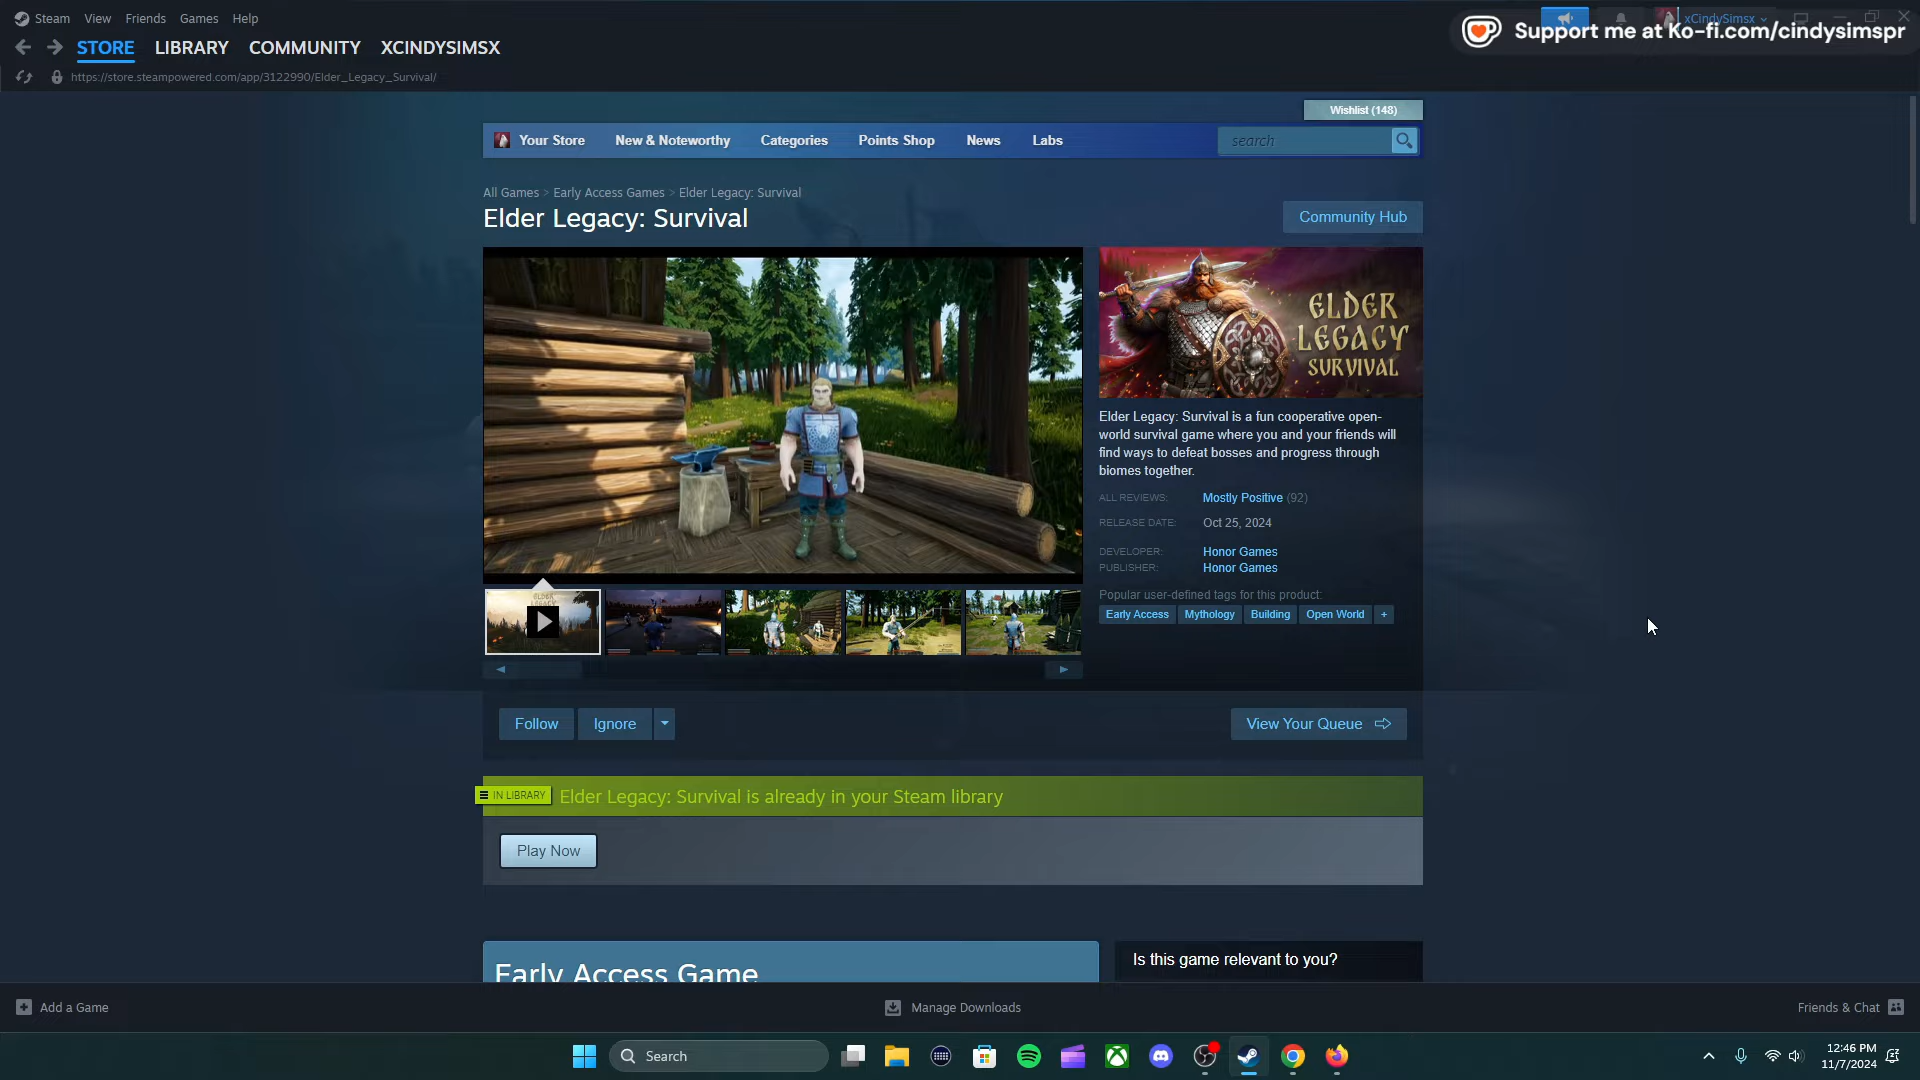 Steam View Friends Games Help
xCindySimsx
Support me at Ko-fi.com/cindysimspr
STORE LIBRARY COMMUNITY XCINDYSIMSX
https://store.steampowered.com/app/3122990/Elder_Legacy_Survival/
Wishlist (148)
Your Store New & Noteworthy Categories Points Shop News Labs search
All Games > Early Access Games > Elder Legacy: Survival
Elder Legacy: Survival
Community Hub
ELDER
LEGACY
SURVIVAL
Elder Legacy: Survival is a fun cooperative open-
world survival game where you and your friends will
find ways to defeat bosses and progress through
biomes together.
ALL REVIEWS: Mostly Positive (92)
RELEASE DATE: Oct 25, 2024
DEVELOPER: Honor Games
PUBLISHER: Honor Games
Popular user-defined tags for this product:
Early Access Mythology Building Open World +
Follow Ignore View Your Queue
IN LIBRARY Elder Legacy: Survival is already in your Steam library
Play Now
Early Access Game
Is this game relevant to you?
Add a Game Manage Downloads Friends & Chat
Search
12:46 PM
11/7/2024